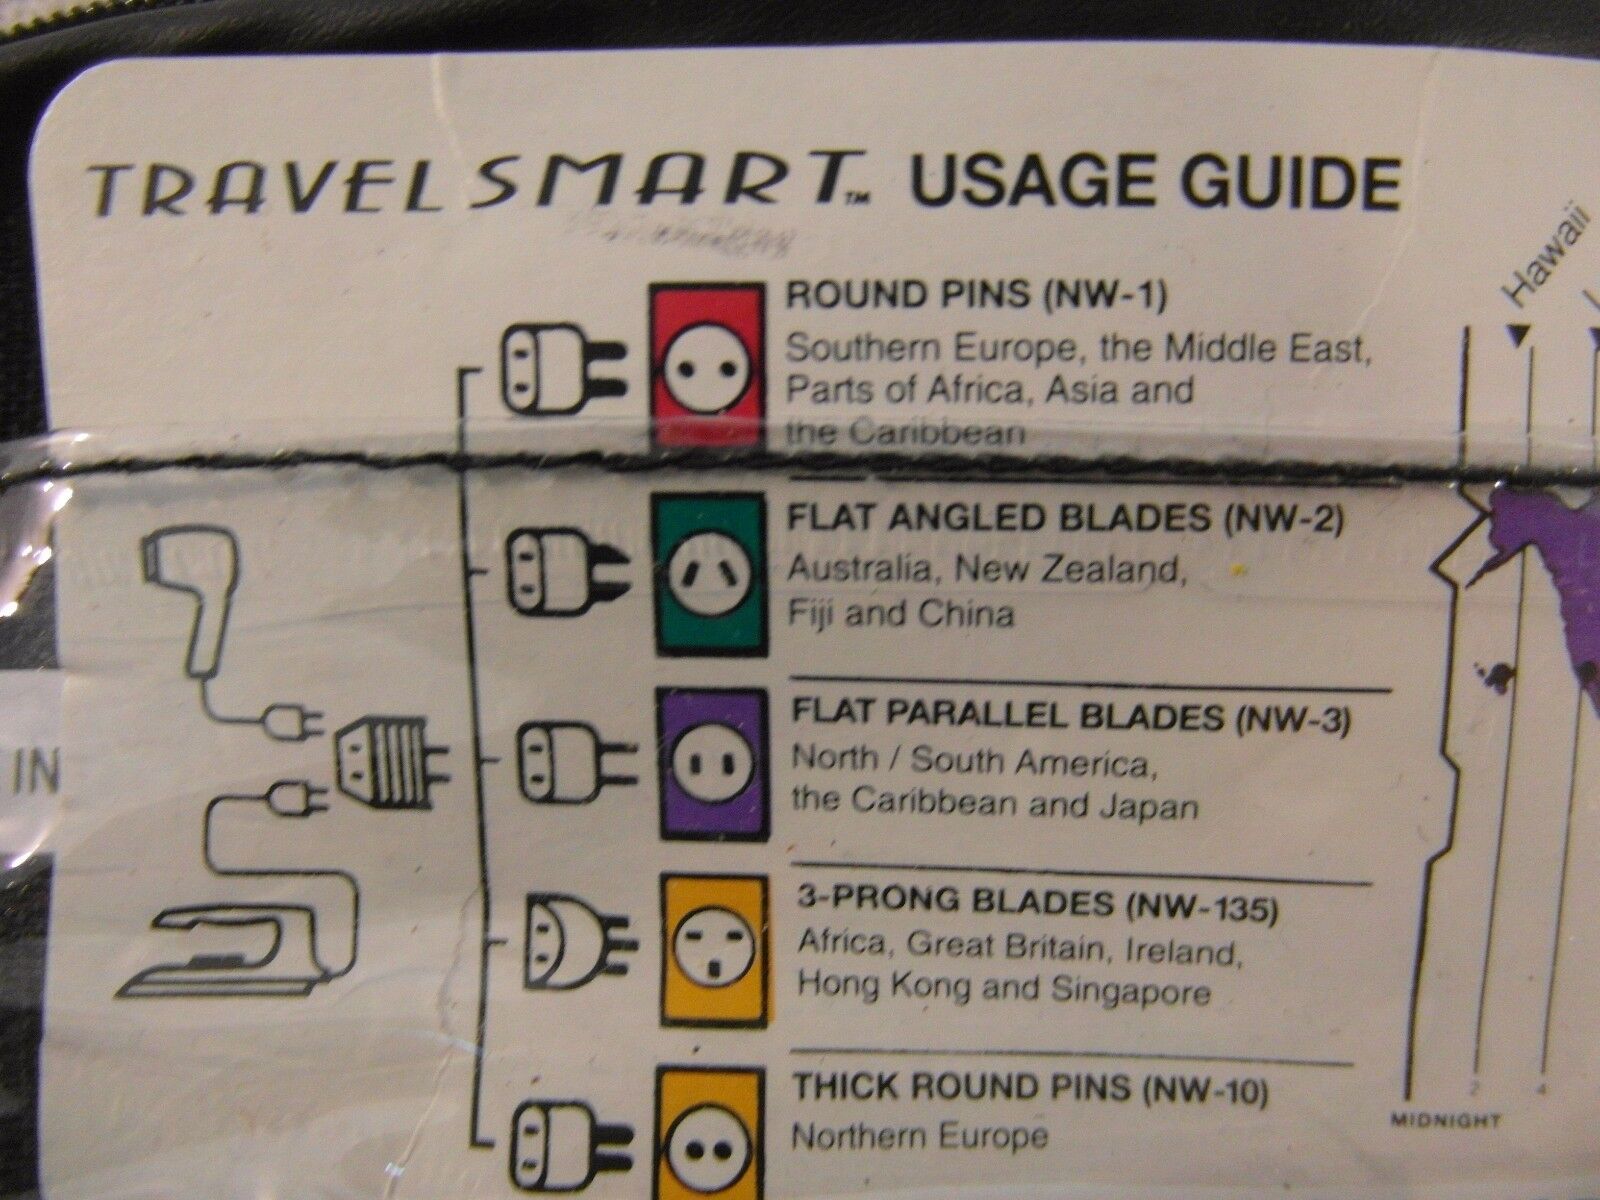 TRAVELSMART™ USAGE GUIDE
ROUND PINS (NW-1)
Southern Europe, the Middle East,
Parts of Africa, Asia and
the Caribbean
FLAT ANGLED BLADES (NW-2)
Australia, New Zealand,
Fiji and China
FLAT PARALLEL BLADES (NW-3)
North / South America,
the Caribbean and Japan
3-PRONG BLADES (NW-135)
Africa, Great Britain, Ireland,
Hong Kong and Singapore
THICK ROUND PINS (NW-10)
Northern Europe
IN
Hawaii
2 4
MIDNIGHT